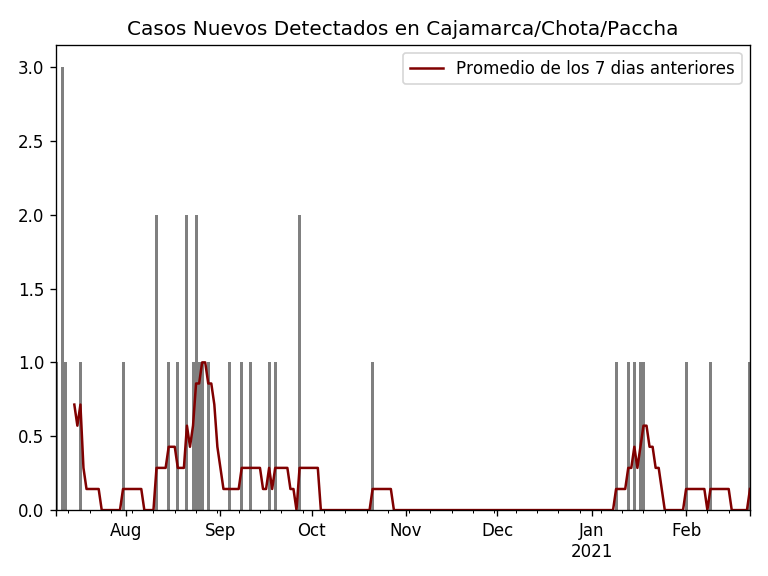 Casos Nuevos Detectados en Cajamarca/Chota/Paccha
Promedio de los 7 dias anteriores
3.0
2.5
2.0
1.5
1.0
0.5
0.0
Aug Sep Oct Nov Dec Jan Feb
2021